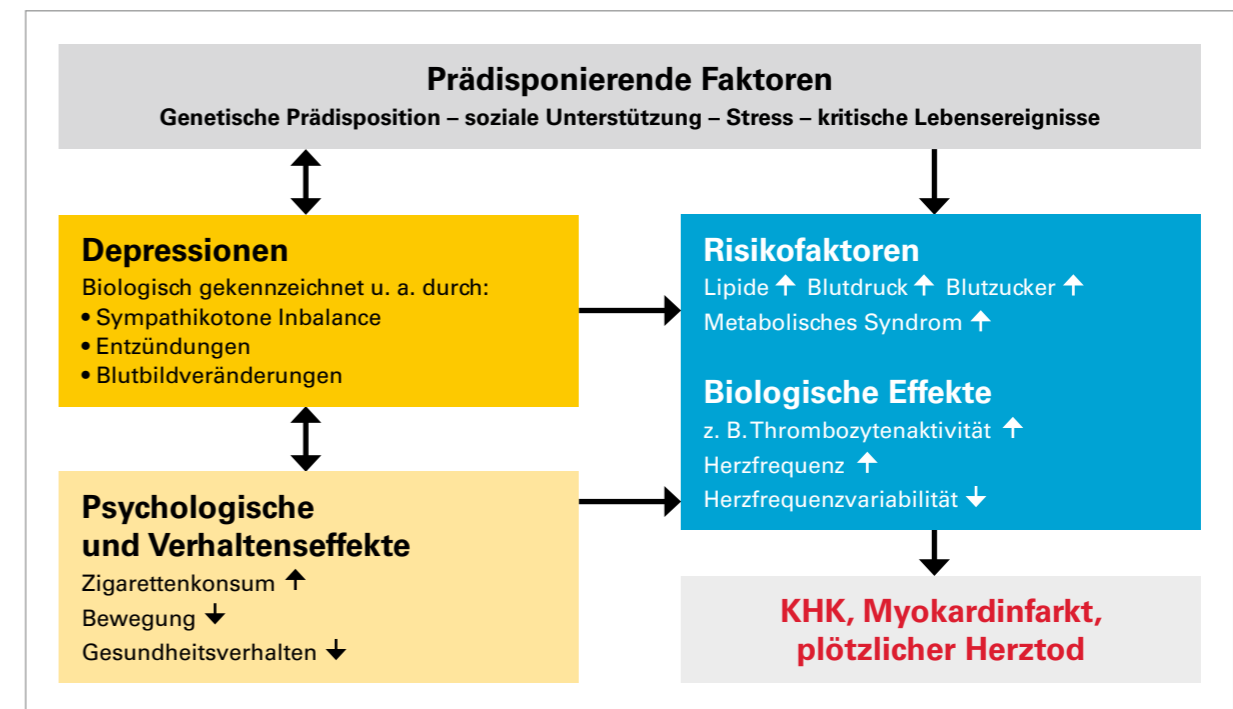 Prädisponierende Faktoren
Genetische Prädisposition – soziale Unterstützung – Stress – kritische Lebensereignisse
Depressionen
Biologisch gekennzeichnet u. a. durch:
• Sympathikotone Inbalance
• Entzündungen
• Blutbildveränderungen
Psychologische
und Verhaltenseffekte
Zigarettenkonsum ↑
Bewegung ↓
Gesundheitsverhalten ↓
Risikofaktoren
Lipide ↑ Blutdruck ↑ Blutzucker ↑
Metabolisches Syndrom ↑
Biologische Effekte
z. B. Thrombozytenaktivität ↑
Herzfrequenz ↑
Herzfrequenzvariabilität ↓
KHK, Myokardinfarkt,
plötzlicher Herztod